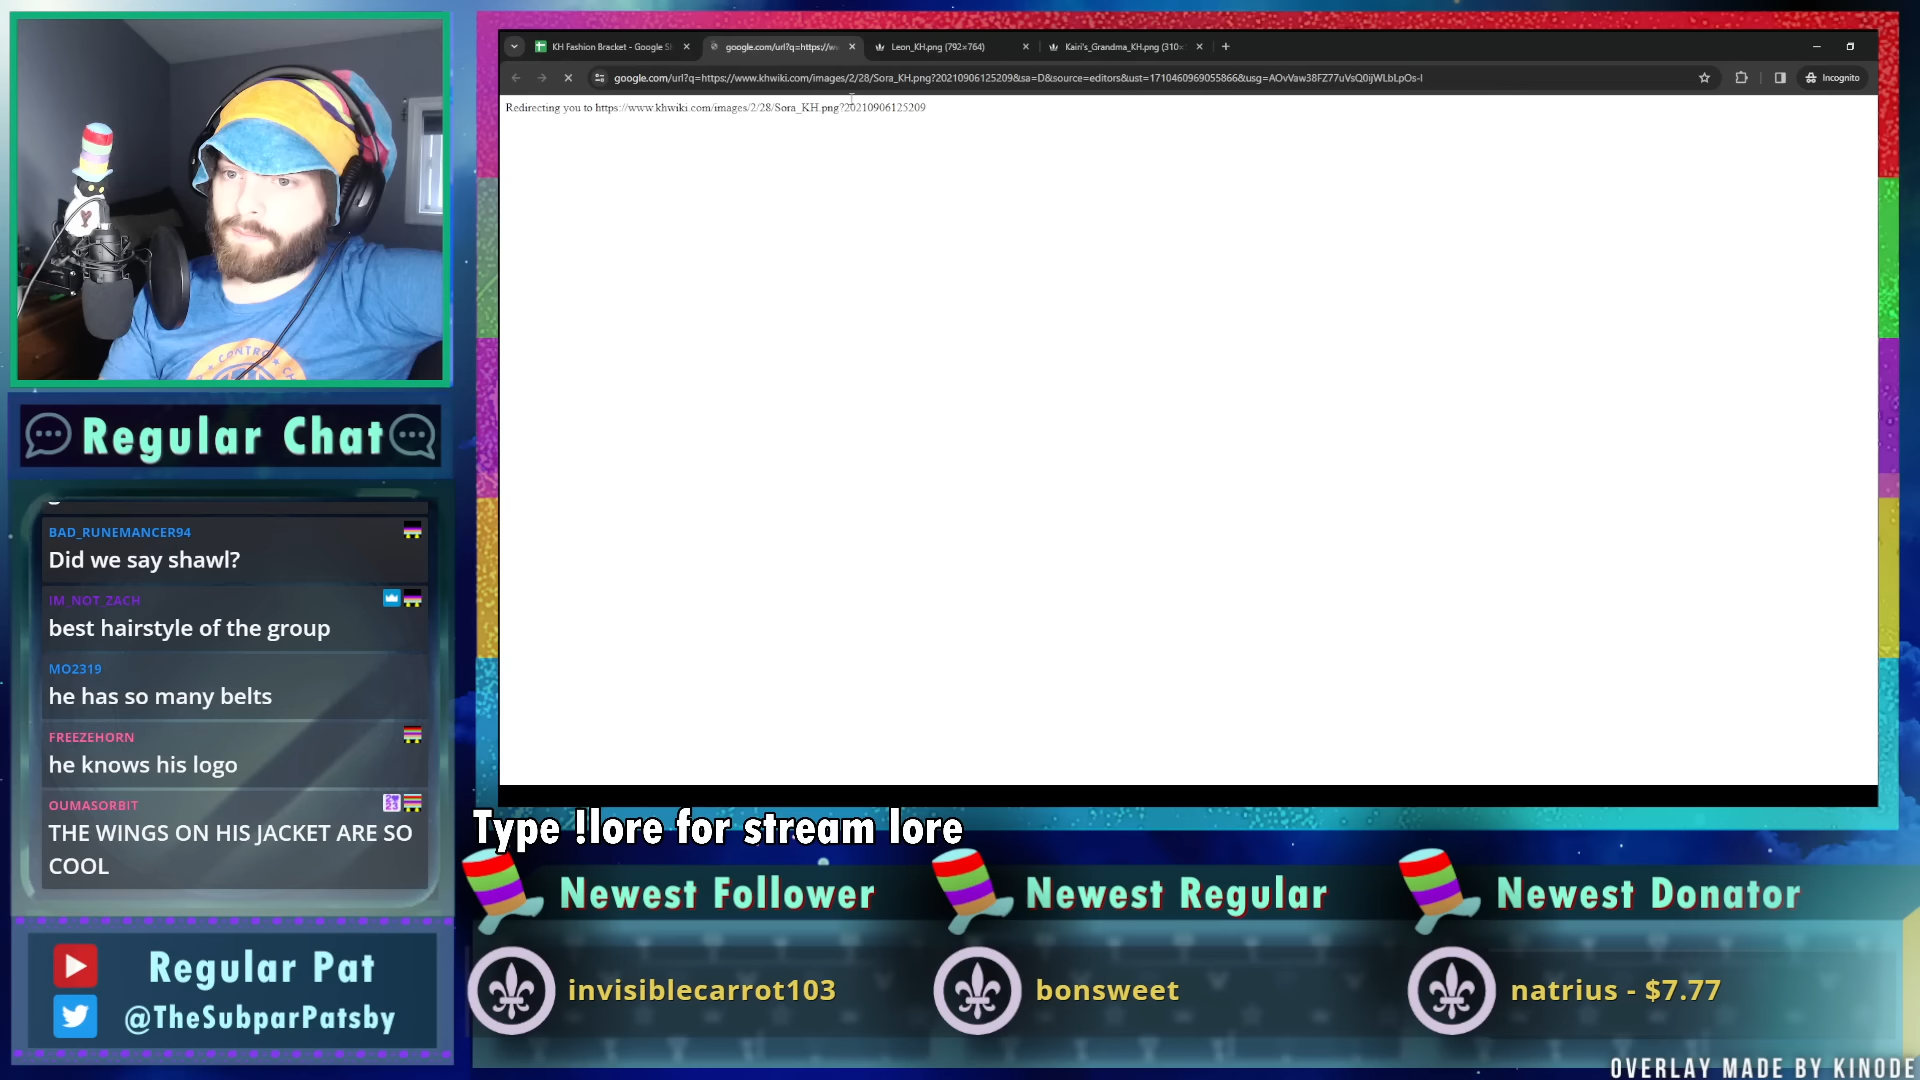 KH Fashion Bracket - Google S
google.com/url?q=https://w
Leon_KH.png (792×764)
Kairi's_Grandma_KH.png (310×
google.com/url?q=https://www.khwiki.com/images/2/28/Sora_KH.png?20210906125209&sa=D&source=editors&ust=1710460969055866&usg=AOvVaw38FZ77uVsQ0ijWLbLpOs-l
Incognito
Redirecting you to https://www.khwiki.com/images/2/28/Sora_KH.png?20210906125209
CONTRO
Regular Chat
BAD_RUNEMANCER94
Did we say shawl?
IM_NOT_ZACH
best hairstyle of the group
MO2319
he has so many belts
FREEZEHORN
he knows his logo
OUMASORBIT
THE WINGS ON HIS JACKET ARE SO
COOL
Regular Pat
@TheSubparPatsby
Type !lore for stream lore
Newest Follower
Newest Regular
Newest Donator
invisiblecarrot103
bonsweet
natrius - $7.77
OVERLAY MADE BY KINODE